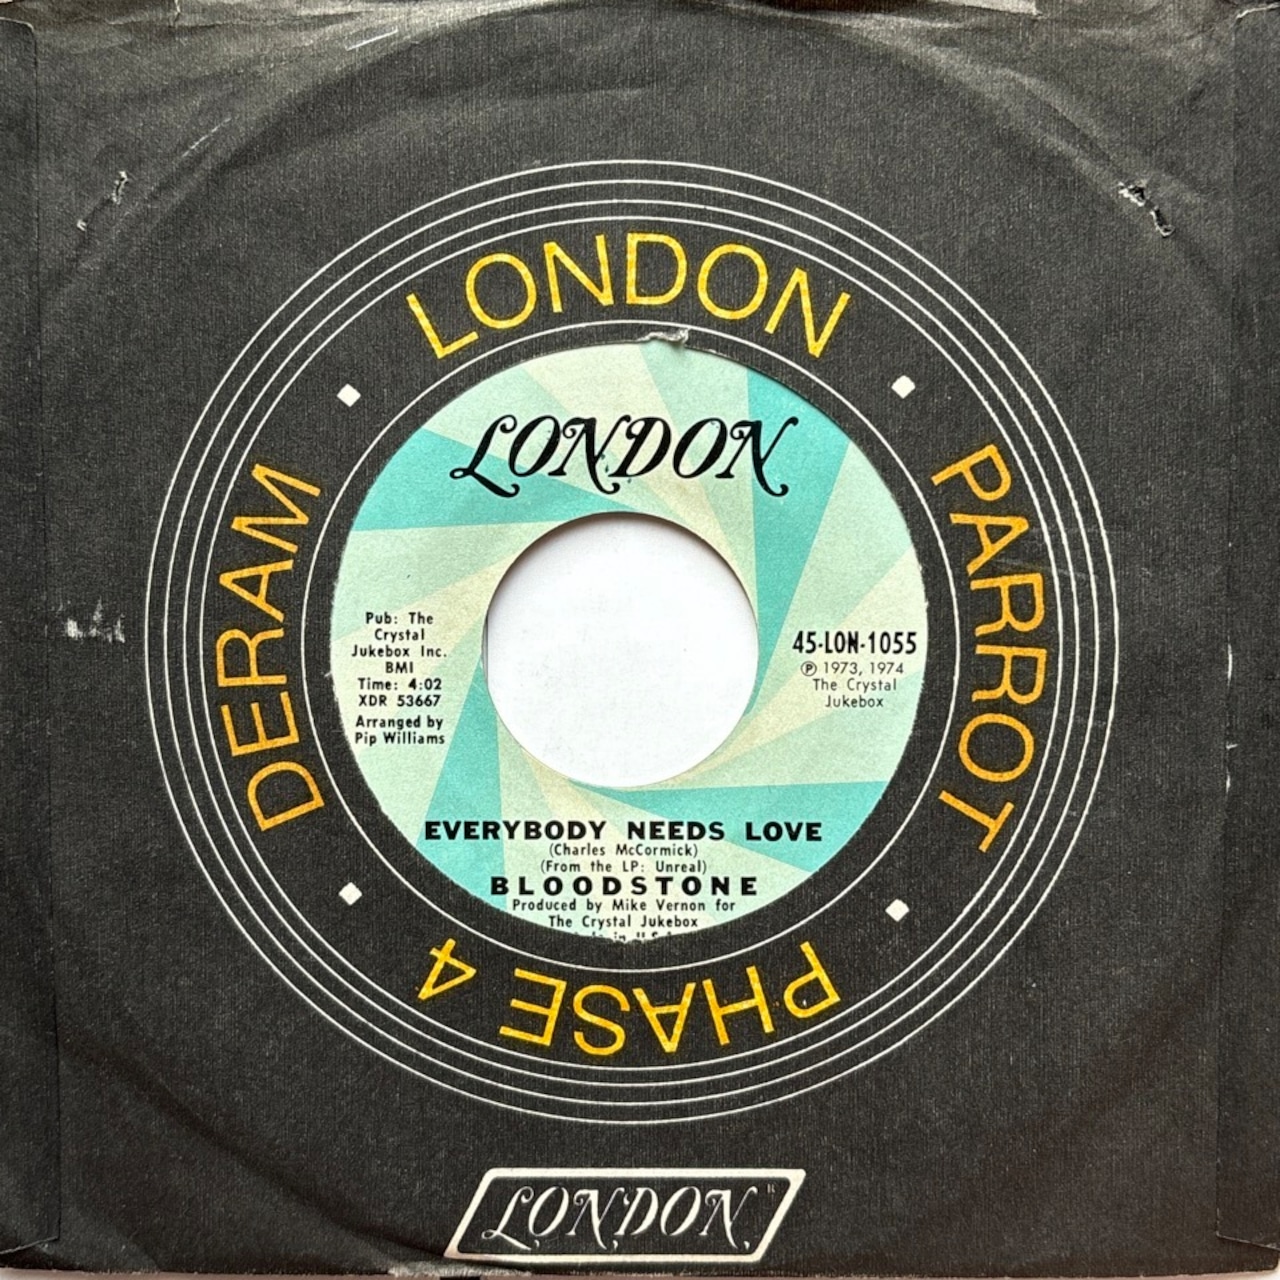 LONDON
PARROT
PHASE 4
DERAM
LONDON
Pub: The
Crystal
Jukebox Inc.
BMI
Time: 4:02
XDR 53667
Arranged by
Pip Williams
45-LON-1055
℗ 1973, 1974
The Crystal
Jukebox
EVERYBODY NEEDS LOVE
(Charles McCormick)
(From the LP: Unreal)
BLOODSTONE
Produced by Mike Vernon for
The Crystal Jukebox
LONDON